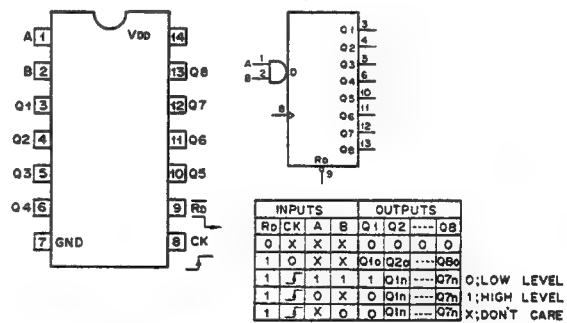 A 1 VDD 14
B 2 13 Q8
Q1 3 12 Q7
Q2 4 11 Q6
Q3 5 10 Q5
Q4 6 9 R̅D̅
7 GND 8 CK
A 1
B 2
D
8
Q1 3
Q2 4
Q3 5
Q4 6
Q5 10
Q6 11
Q7 12
Q8 13
RD
9
INPUTS OUTPUTS
RD CK A B Q1 Q2 ---- Q8
0 X X X 0 0 0 0
1 0 X X Q1o Q2o ---- Q8o
1 1 1 1 Q1n ---- Q7n 0;LOW LEVEL
1 0 X 0 Q1n ---- Q7n 1;HIGH LEVEL
1 X 0 0 Q1n ---- Q7n X;DON'T CARE